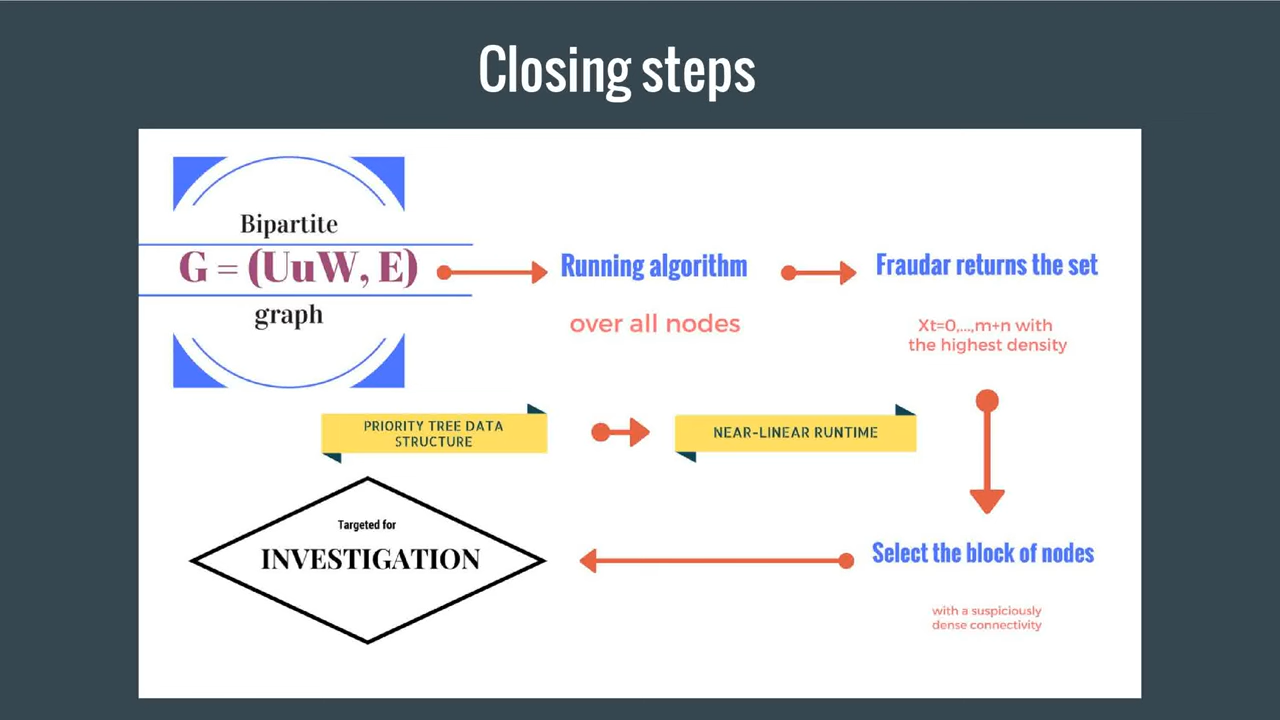 Closing steps
Bipartite
G = (UuW, E)
graph
Running algorithm
over all nodes
Fraudar returns the set
Xt=0,...,m+n with
the highest density
PRIORITY TREE DATA
STRUCTURE
NEAR-LINEAR RUNTIME
Select the block of nodes
with a suspiciously
dense connectivity
Targeted for
INVESTIGATION